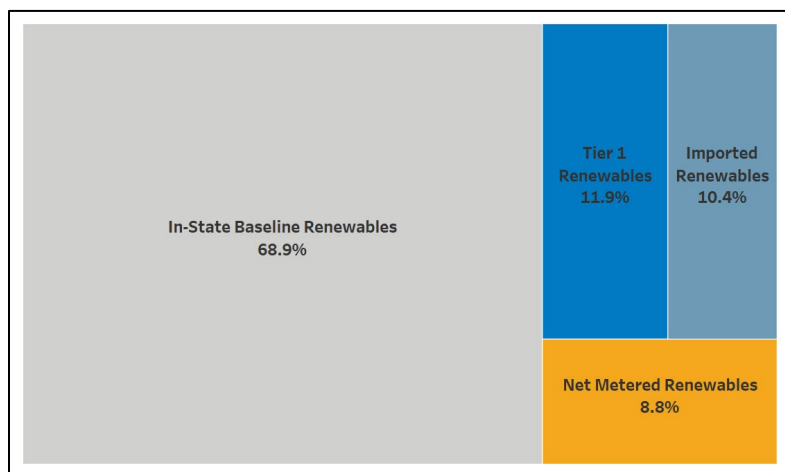 In-State Baseline Renewables
68.9%
Tier 1
Renewables
11.9%
Imported
Renewables
10.4%
Net Metered Renewables
8.8%